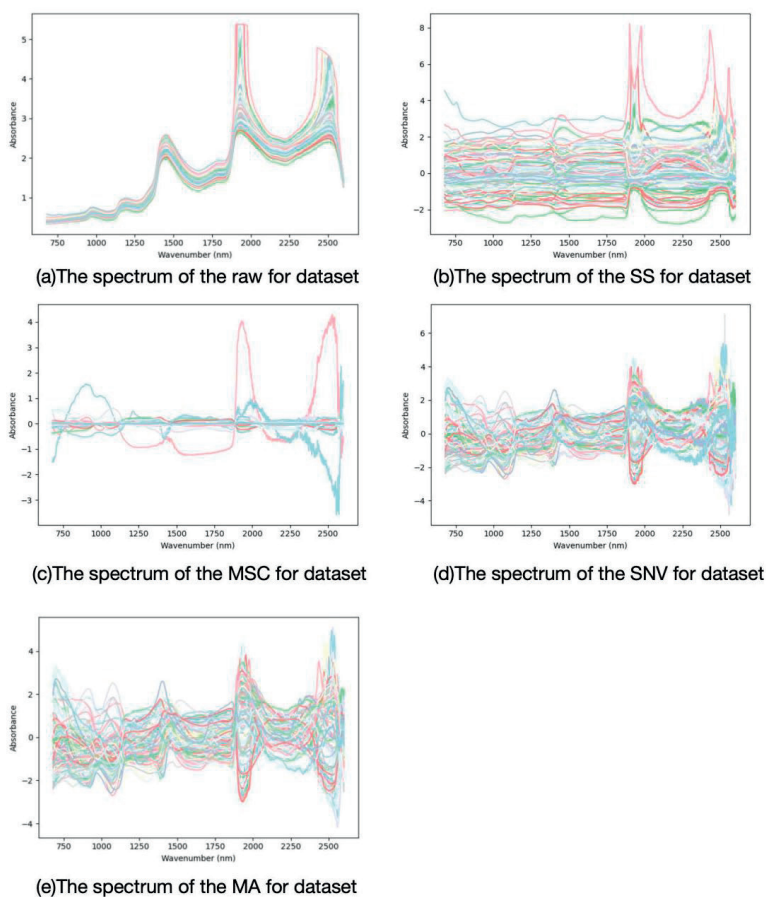 5
4
3
2
1
Absorbance
750 1000 1250 1500 1750 2000 2250 2500
Wavenumber (nm)
(a)The spectrum of the raw for dataset
8
6
4
2
0
−2
Absorbance
750 1000 1250 1500 1750 2000 2250 2500
Wavenumber (nm)
(b)The spectrum of the SS for dataset
4
3
2
1
0
−1
−2
−3
Absorbance
750 1000 1250 1500 1750 2000 2250 2500
Wavenumber (nm)
(c)The spectrum of the MSC for dataset
6
4
2
0
−2
−4
Absorbance
750 1000 1250 1500 1750 2000 2250 2500
Wavenumber (nm)
(d)The spectrum of the SNV for dataset
4
2
0
−2
−4
Absorbance
750 1000 1250 1500 1750 2000 2250 2500
Wavenumber (nm)
(e)The spectrum of the MA for dataset